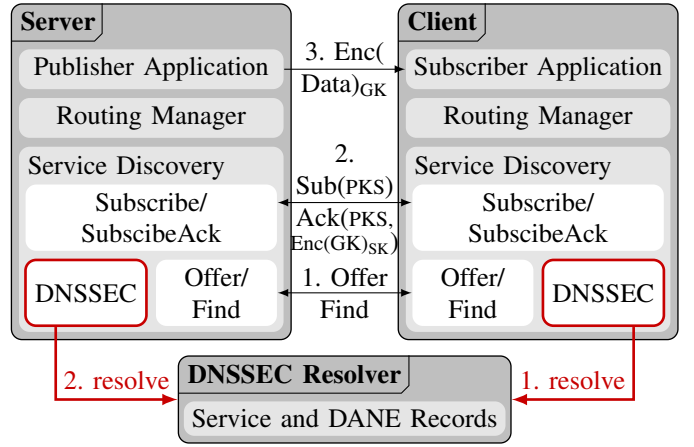 Server
Publisher Application
Routing Manager
Service Discovery
Subscribe/
SubscibeAck
DNSSEC
Offer/
Find
3. Enc(
Data)GK
2.
Sub(PKS)
Ack(PKS,
Enc(GK)SK)
1. Offer
Find
Client
Subscriber Application
Routing Manager
Service Discovery
Subscribe/
SubscibeAck
Offer/
Find
DNSSEC
2. resolve
1. resolve
DNSSEC Resolver
Service and DANE Records